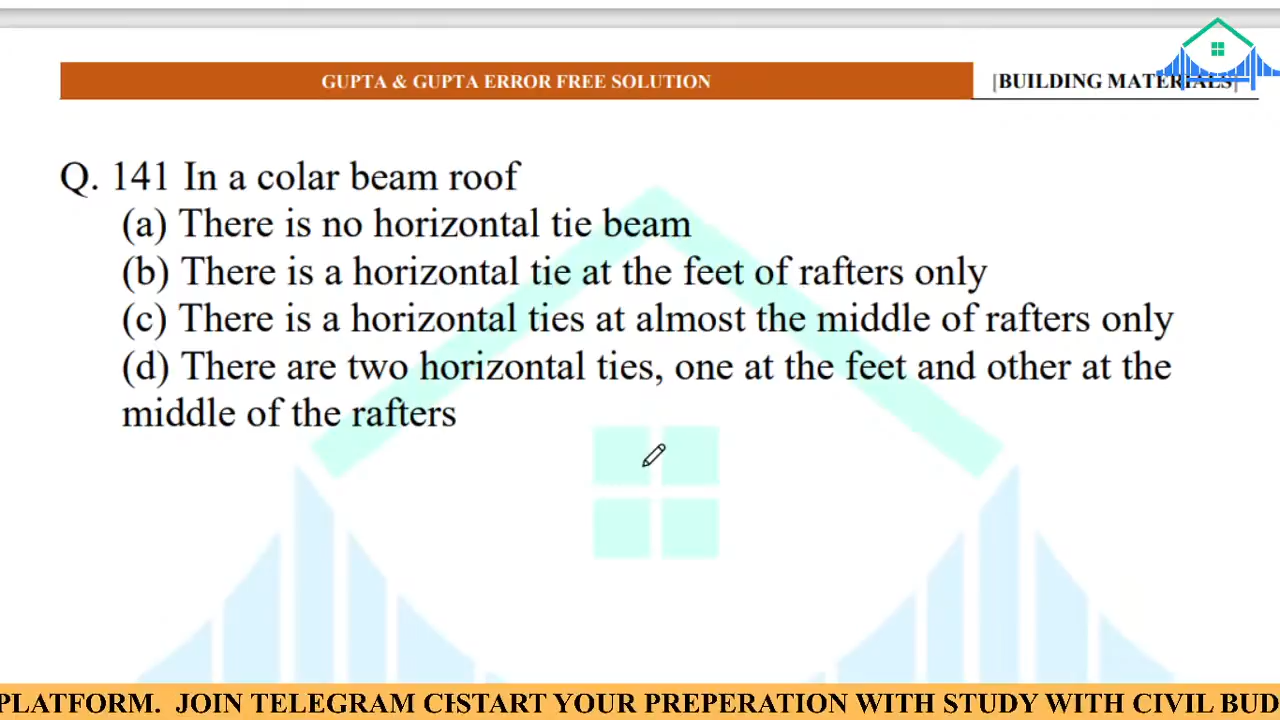 GUPTA & GUPTA ERROR FREE SOLUTION
[BUILDING MATERIALS]
Q. 141 In a colar beam roof
(a) There is no horizontal tie beam
(b) There is a horizontal tie at the feet of rafters only
(c) There is a horizontal ties at almost the middle of rafters only
(d) There are two horizontal ties, one at the feet and other at the
middle of the rafters
PLATFORM. JOIN TELEGRAM START YOUR PREPERATION WITH STUDY WITH CIVIL BUD